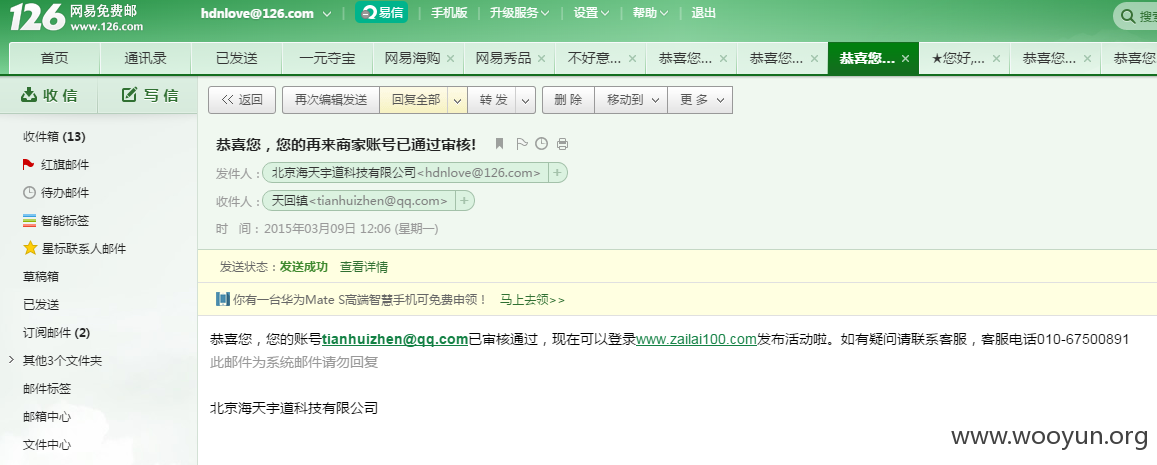 126 网易免费邮 www.126.com hdnlove@126.com 易信 手机版 升级服务 设置 帮助 退出
首页 通讯录 已发送 一元夺宝 网易海购 × 网易秀品 × 不好意... × 恭喜您... × 恭喜您... × 恭喜您... × ★您好,... × 恭喜您... × 恭喜您
收 信 写 信
<< 返回 再次编辑发送 回复全部 转 发 删 除 移动到 更 多
收件箱 (13)
红旗邮件
待办邮件
智能标签
星标联系人邮件
草稿箱
已发送
订阅邮件 (2)
其他3个文件夹
邮件标签
邮箱中心
文件中心
恭喜您，您的再来商家账号已通过审核!
发件人：北京海天宇道科技有限公司<hdnlove@126.com> +
收件人：天回镇<tianhuizhen@qq.com> +
时 间：2015年03月09日 12:06 (星期一)
发送状态：发送成功 查看详情
你有一台华为Mate S高端智慧手机可免费申领！ 马上去领>>
恭喜您，您的账号tianhuizhen@qq.com已审核通过，现在可以登录www.zailai100.com发布活动啦。如有疑问请联系客服，客服电话010-67500891
此邮件为系统邮件请勿回复
北京海天宇道科技有限公司
www.wooyun.org